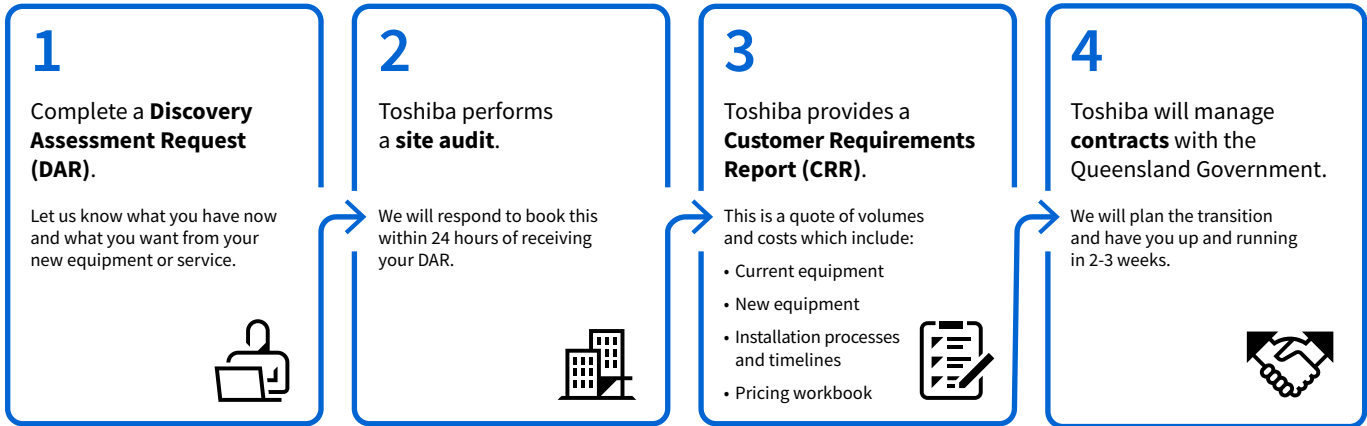 1
Complete a Discovery
Assessment Request
(DAR).
Let us know what you have now
and what you want from your
new equipment or service.
2
Toshiba performs
a site audit.
We will respond to book this
within 24 hours of receiving
your DAR.
3
Toshiba provides a
Customer Requirements
Report (CRR).
This is a quote of volumes
and costs which include:
• Current equipment
• New equipment
• Installation processes
and timelines
• Pricing workbook
4
Toshiba will manage
contracts with the
Queensland Government.
We will plan the transition
and have you up and running
in 2-3 weeks.